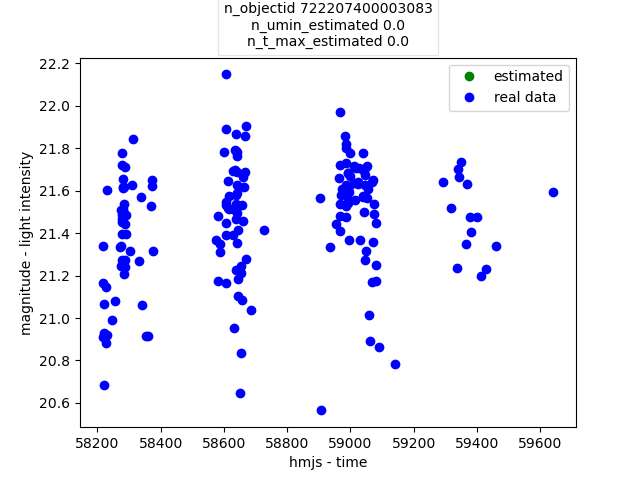 n_objectid 722207400003083
n_umin_estimated 0.0
n_t_max_estimated 0.0
estimated
real data
magnitude - light intensity
22.2
22.0
21.8
21.6
21.4
21.2
21.0
20.8
20.6
58200 58400 58600 58800 59000 59200 59400 59600
hmjs - time